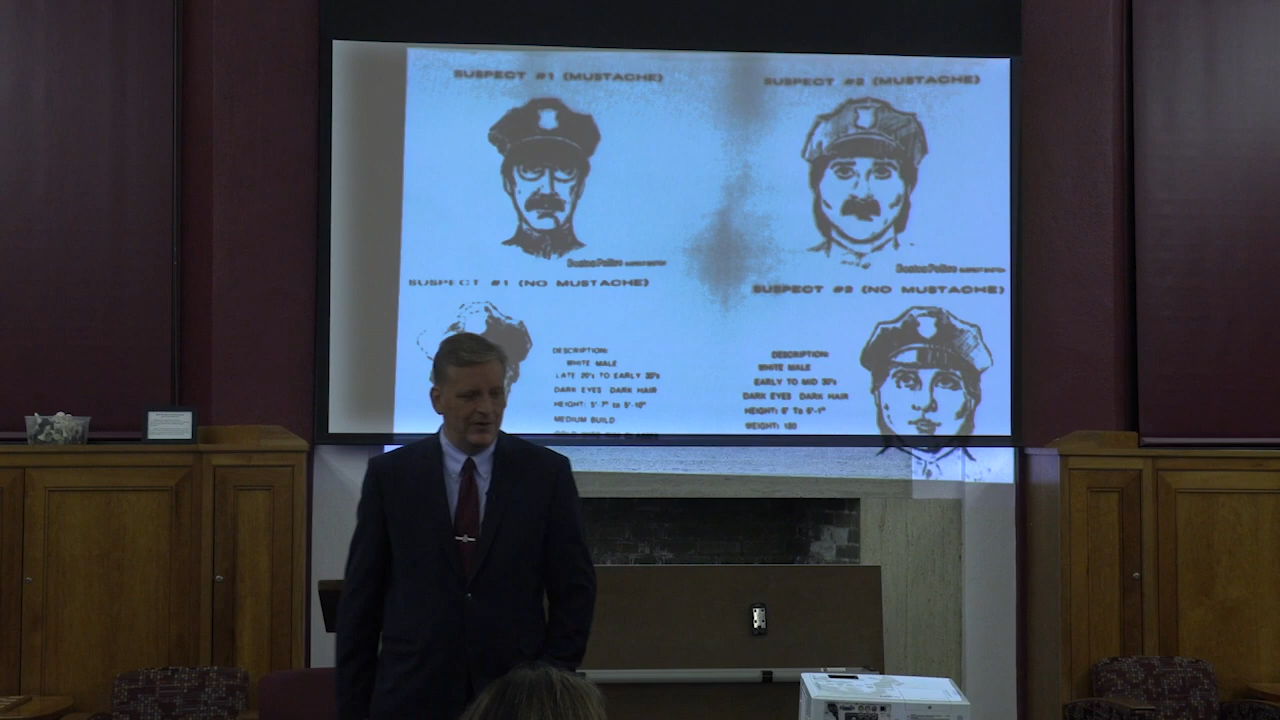 SUSPECT #1 (MUSTACHE)
SUSPECT #2 (MUSTACHE)
Boston Police
Boston Police
SUSPECT #1 (NO MUSTACHE)
SUSPECT #2 (NO MUSTACHE)
DESCRIPTION:
WHITE MALE
LATE 20's TO EARLY 30's
DARK EYES DARK HAIR
HEIGHT: 5'-7" to 5'-10"
MEDIUM BUILD
DESCRIPTION:
WHITE MALE
EARLY TO MID 30's
DARK EYES DARK HAIR
HEIGHT: 6' To 6'-1"
WEIGHT: 180